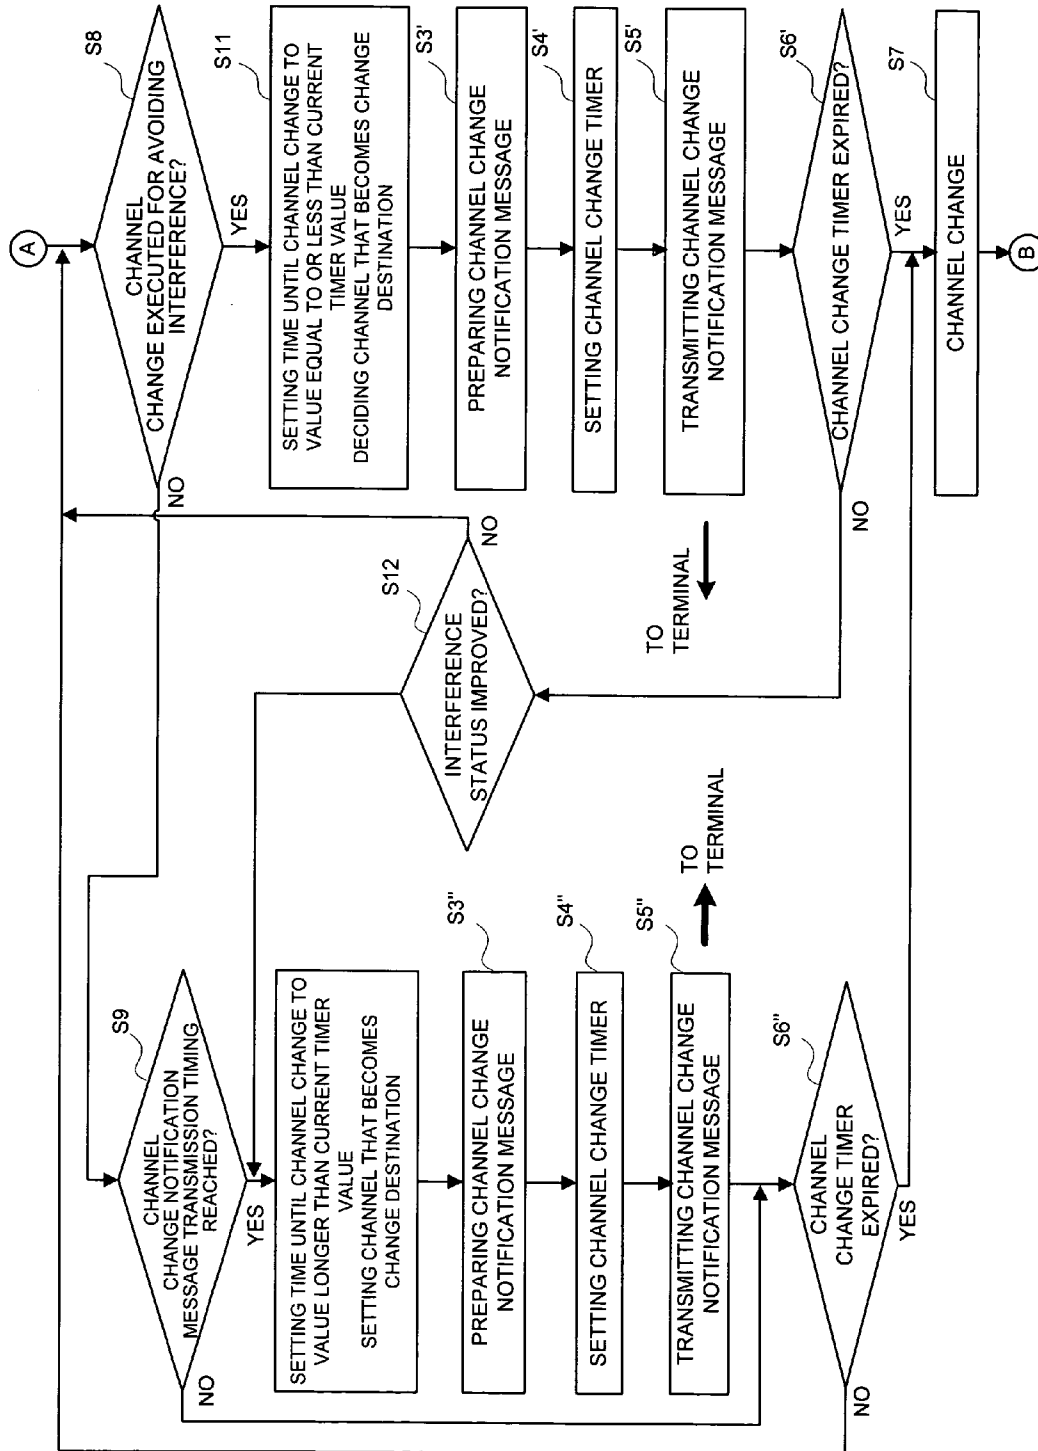 A
CHANNEL
CHANGE EXECUTED FOR AVOIDING
INTERFERENCE?
S8
NO
YES
SETTING TIME UNTIL CHANNEL CHANGE TO
VALUE EQUAL TO OR LESS THAN CURRENT
TIMER VALUE
DECIDING CHANNEL THAT BECOMES CHANGE
DESTINATION
S11
PREPARING CHANNEL CHANGE
NOTIFICATION MESSAGE
S3'
SETTING CHANNEL CHANGE TIMER
S4'
TRANSMITTING CHANNEL CHANGE
NOTIFICATION MESSAGE
S5'
TO
TERMINAL
CHANNEL CHANGE TIMER EXPIRED?
S6'
NO
YES
CHANNEL CHANGE
S7
B
INTERFERENCE
STATUS IMPROVED?
S12
NO
CHANNEL
CHANGE NOTIFICATION
MESSAGE TRANSMISSION TIMING
REACHED?
S9
NO
YES
SETTING TIME UNTIL CHANNEL CHANGE TO
VALUE LONGER THAN CURRENT TIMER
VALUE
SETTING CHANNEL THAT BECOMES
CHANGE DESTINATION
PREPARING CHANNEL CHANGE
NOTIFICATION MESSAGE
S3"
SETTING CHANNEL CHANGE TIMER
S4"
TRANSMITTING CHANNEL CHANGE
NOTIFICATION MESSAGE
S5"
TO
TERMINAL
CHANNEL
CHANGE TIMER
EXPIRED?
S6"
NO
YES